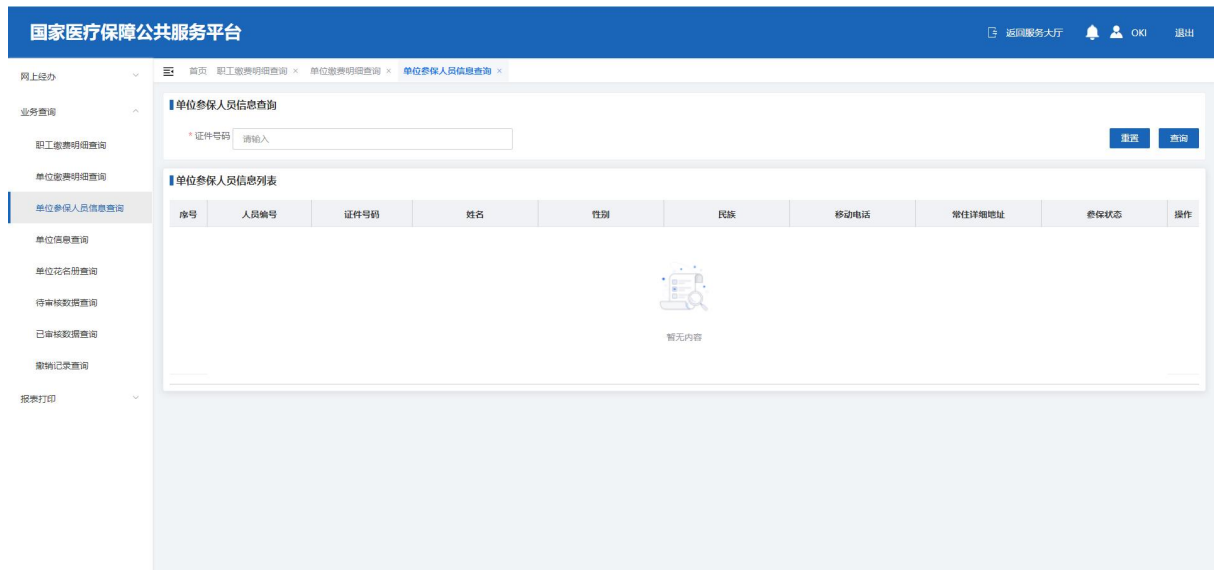 国家医疗保障公共服务平台
返回服务大厅 OKI 退出
网上经办
业务查询
职工缴费明细查询
单位缴费明细查询
单位参保人员信息查询
单位信息查询
单位花名册查询
待审核数据查询
已审核数据查询
撤销记录查询
报表打印
首页 职工缴费明细查询 × 单位缴费明细查询 × 单位参保人员信息查询 ×
单位参保人员信息查询
* 证件号码 请输入 重置 查询
单位参保人员信息列表
序号 人员编号 证件号码 姓名 性别 民族 移动电话 常住详细地址 参保状态 操作
暂无内容